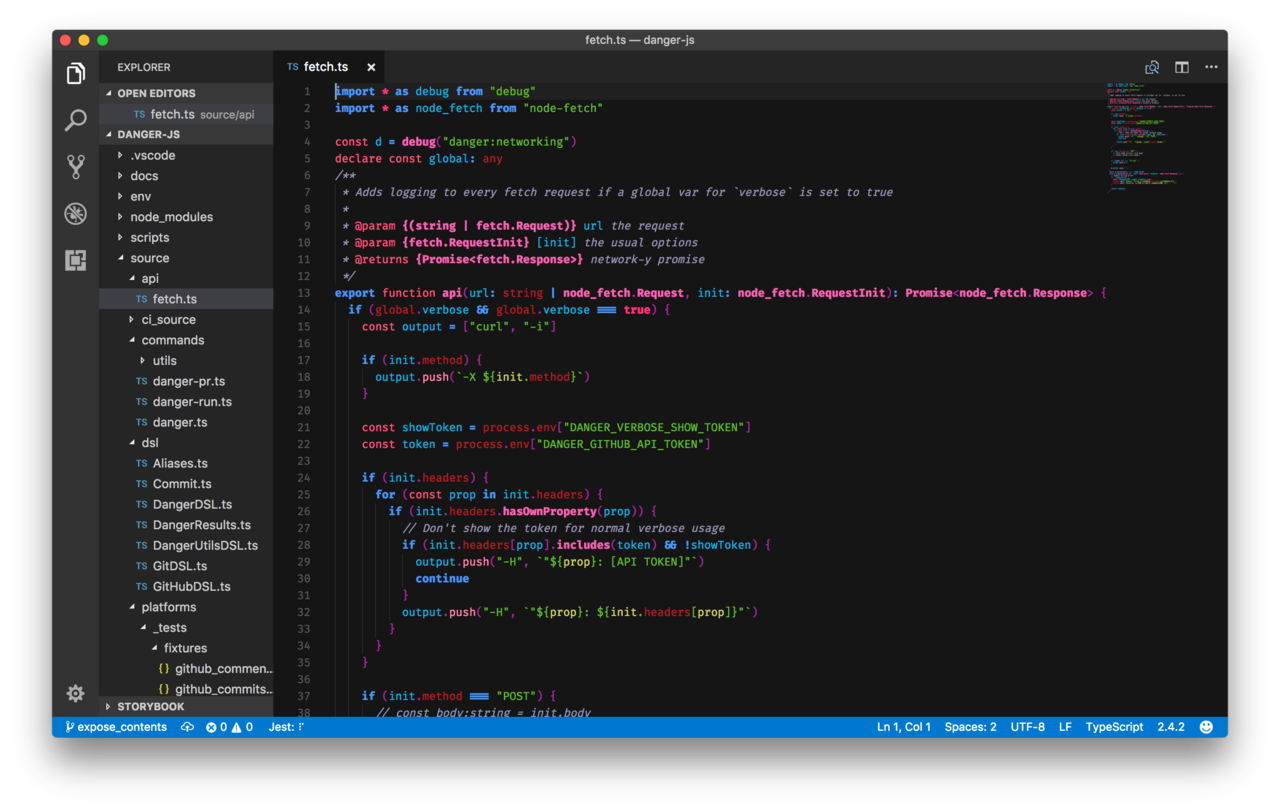 fetch.ts — danger-js
EXPLORER
OPEN EDITORS
TS fetch.ts source/api
DANGER-JS
.vscode
docs
env
node_modules
scripts
source
api
TS fetch.ts
ci_source
commands
utils
TS danger-pr.ts
TS danger-run.ts
TS danger.ts
dsl
TS Aliases.ts
TS Commit.ts
TS DangerDSL.ts
TS DangerResults.ts
TS DangerUtilsDSL.ts
TS GitDSL.ts
TS GitHubDSL.ts
platforms
_tests
fixtures
{} github_commen...
{} github_commits...
STORYBOOK
TS fetch.ts ×
1 import * as debug from "debug"
2 import * as node_fetch from "node-fetch"
3
4 const d = debug("danger:networking")
5 declare const global: any
6 /**
7 * Adds logging to every fetch request if a global var for `verbose` is set to true
8 *
9 * @param {(string | fetch.Request)} url the request
10 * @param {fetch.RequestInit} [init] the usual options
11 * @returns {Promise<fetch.Response>} network-y promise
12 */
13 export function api(url: string | node_fetch.Request, init: node_fetch.RequestInit): Promise<node_fetch.Response> {
14 if (global.verbose && global.verbose === true) {
15 const output = ["curl", "-i"]
16
17 if (init.method) {
18 output.push(`-X ${init.method}`)
19 }
20
21 const showToken = process.env["DANGER_VERBOSE_SHOW_TOKEN"]
22 const token = process.env["DANGER_GITHUB_API_TOKEN"]
23
24 if (init.headers) {
25 for (const prop in init.headers) {
26 if (init.headers.hasOwnProperty(prop)) {
27 // Don't show the token for normal verbose usage
28 if (init.headers[prop].includes(token) && !showToken) {
29 output.push("-H", `"${prop}: [API TOKEN]"`)
30 continue
31 }
32 output.push("-H", `"${prop}: ${init.headers[prop]}"`)
33 }
34 }
35 }
36
37 if (init.method === "POST") {
38 // const body:string = init.body
expose_contents 0 0 Jest:
Ln 1, Col 1 Spaces: 2 UTF-8 LF TypeScript 2.4.2